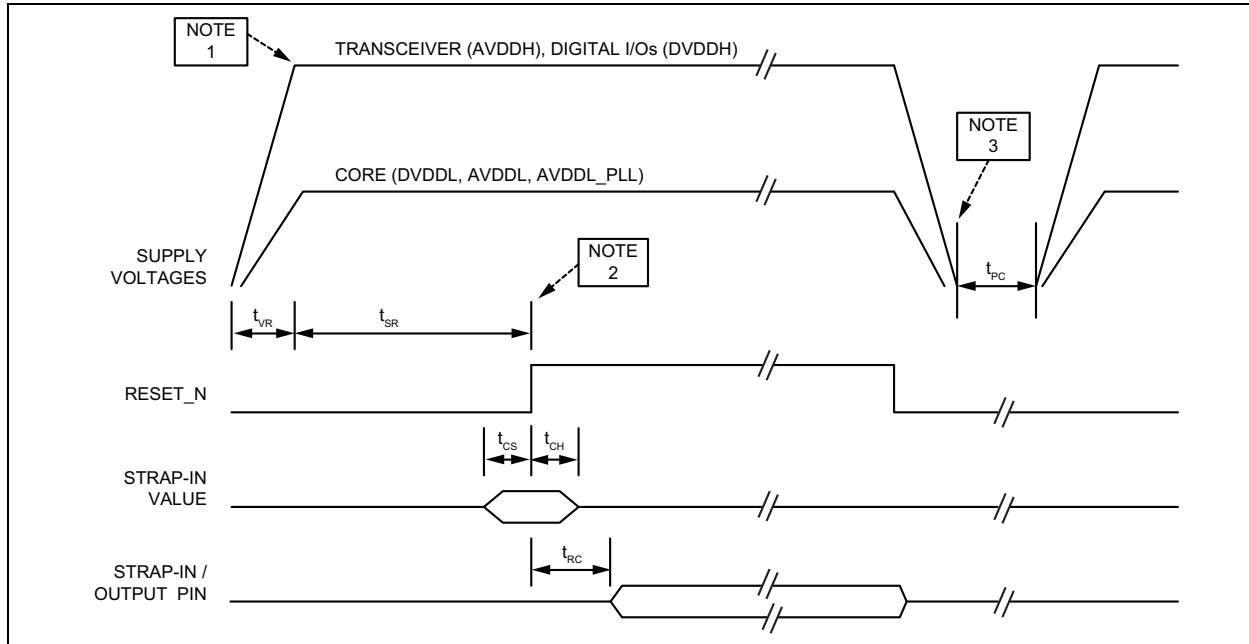 NOTE
1
TRANSCEIVER (AVDDH), DIGITAL I/Os (DVDDH)
NOTE
3
CORE (DVDDL, AVDDL, AVDDL_PLL)
SUPPLY
VOLTAGES
NOTE
2
tPC
tVR
tSR
RESET_N
tCS
tCH
STRAP-IN
VALUE
tRC
STRAP-IN /
OUTPUT PIN